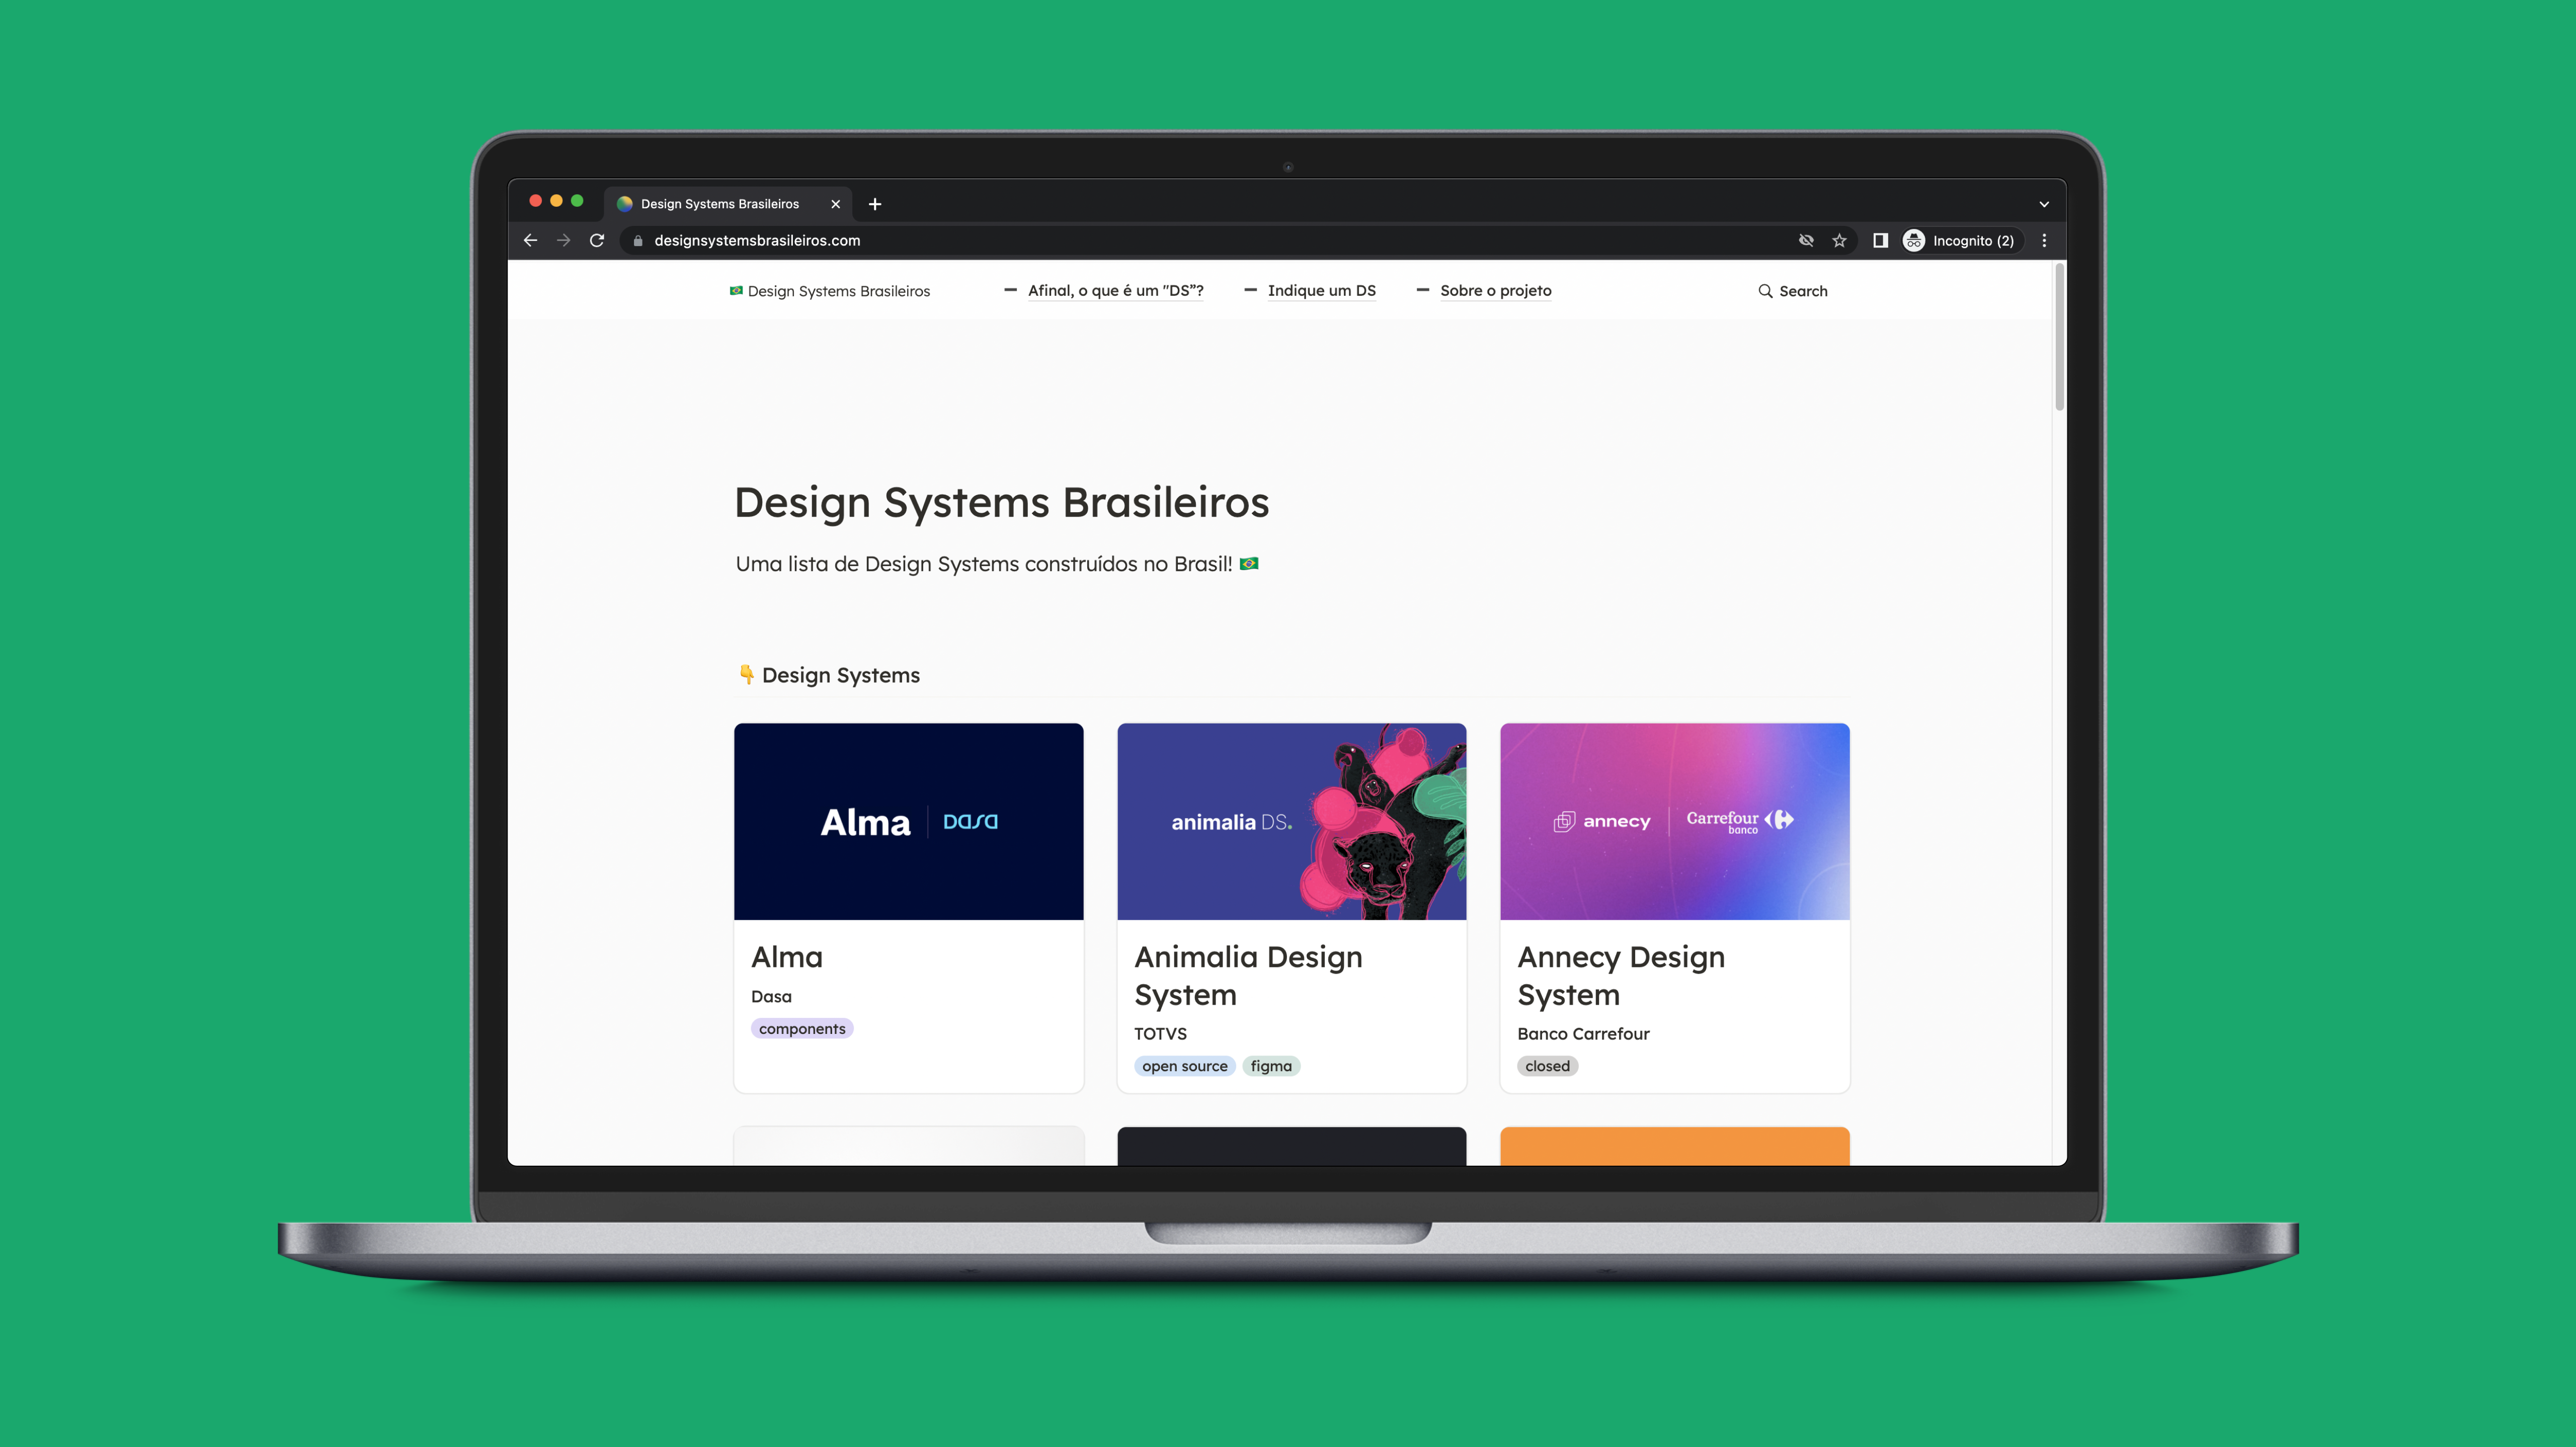 Design Systems Brasileiros
designsystemsbrasileiros.com
Incognito (2)
🇧🇷 Design Systems Brasileiros
Afinal, o que é um "DS”?
Indique um DS
Sobre o projeto
Search
Design Systems Brasileiros
Uma lista de Design Systems construídos no Brasil! 🇧🇷
👇 Design Systems
Alma
Dasa
animalia DS.
annecy
Carrefour
banco
Alma
Dasa
components
Animalia Design
System
TOTVS
open source figma
Annecy Design
System
Banco Carrefour
closed